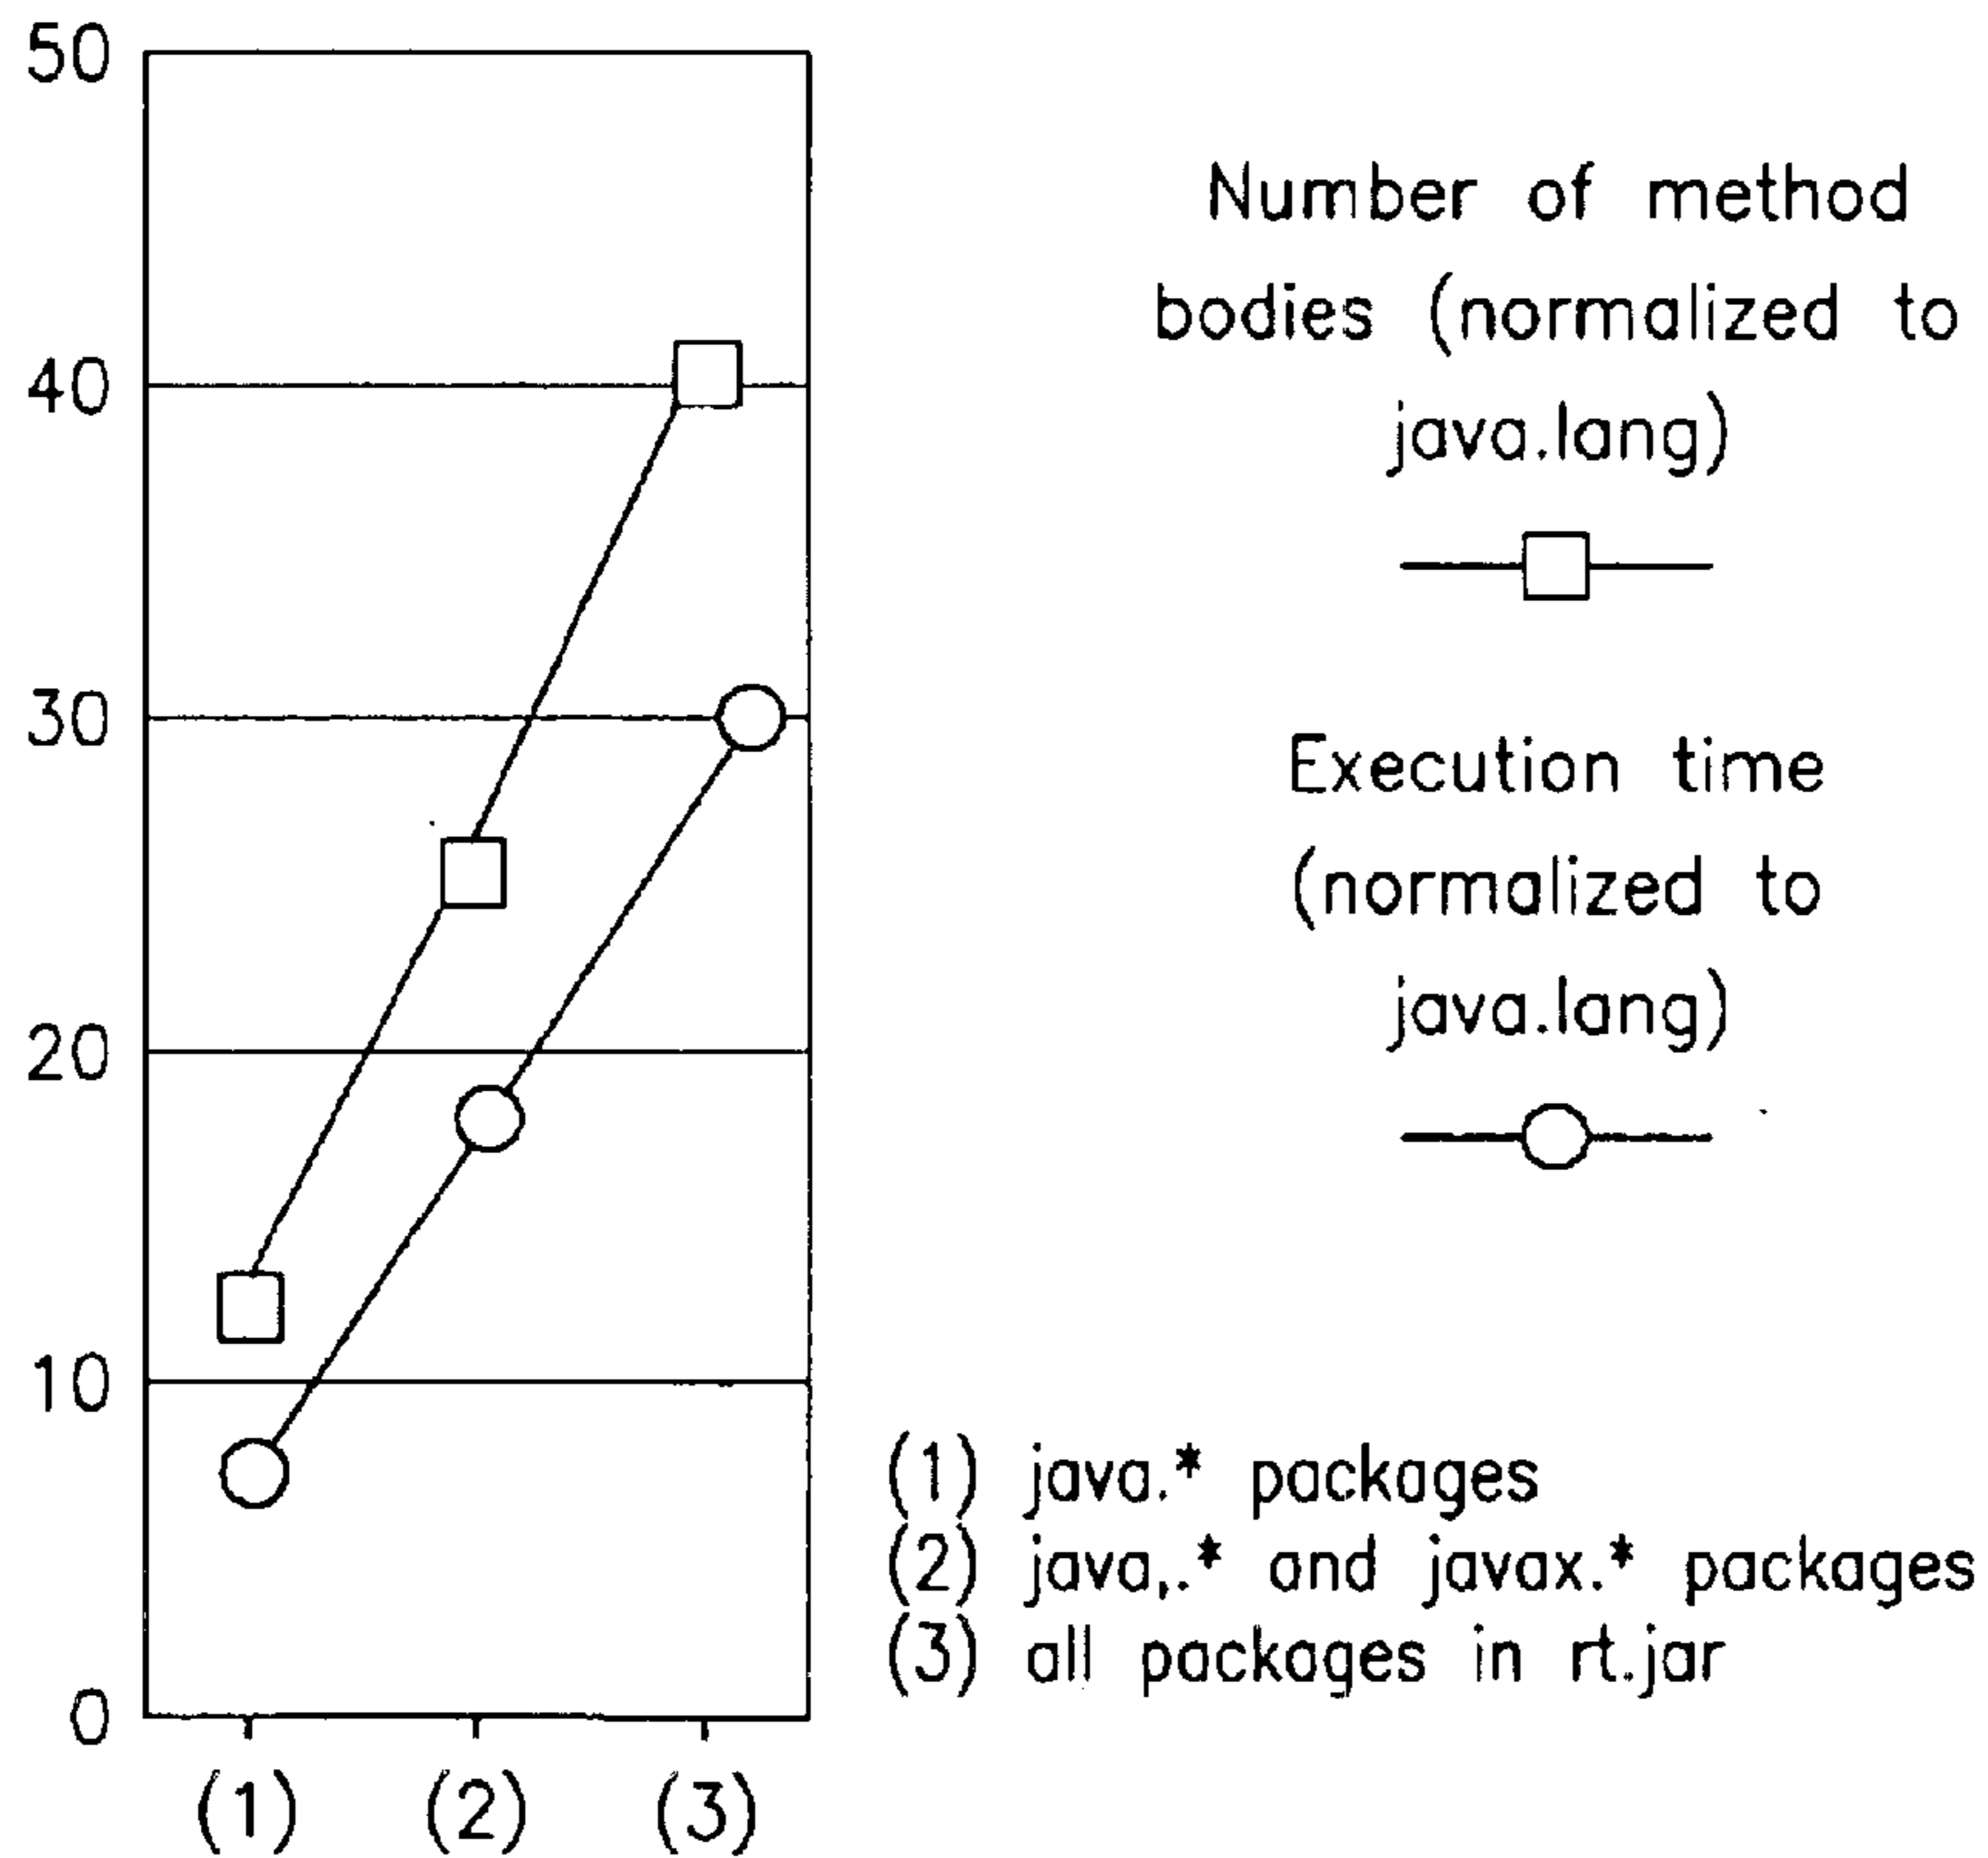 50
40
30
20
10
0
(1) (2) (3)
Number of method
bodies (normalized to
java.lang)
Execution time
(normalized to
java.lang)
(1) java.* packages
(2) java,.* and javax.* packages
(3) all packages in rt.jar